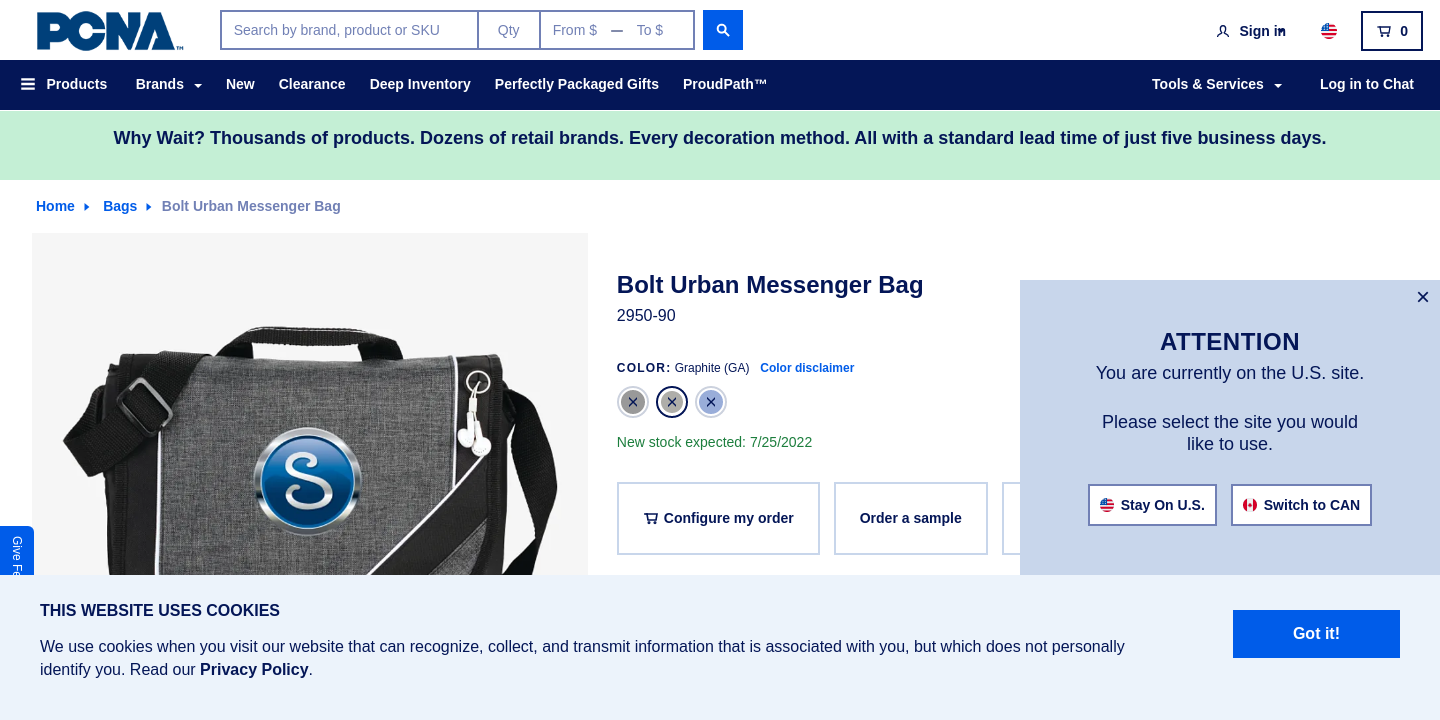 PCNA™
Search by brand, product or SKU
Qty
From $ — To $
Sign in
0
Products
Brands
New
Clearance
Deep Inventory
Perfectly Packaged Gifts
ProudPath™
Tools & Services
Log in to Chat
Why Wait? Thousands of products. Dozens of retail brands. Every decoration method. All with a standard lead time of just five business days.
Home
Bags
Bolt Urban Messenger Bag
Bolt Urban Messenger Bag
2950-90
COLOR: Graphite (GA) Color disclaimer
New stock expected: 7/25/2022
Configure my order
Order a sample
S
ATTENTION
You are currently on the U.S. site.
Please select the site you would
like to use.
Stay On U.S.
Switch to CAN
Give
THIS WEBSITE USES COOKIES
We use cookies when you visit our website that can recognize, collect, and transmit information that is associated with you, but which does not personally
identify you. Read our Privacy Policy.
Got it!